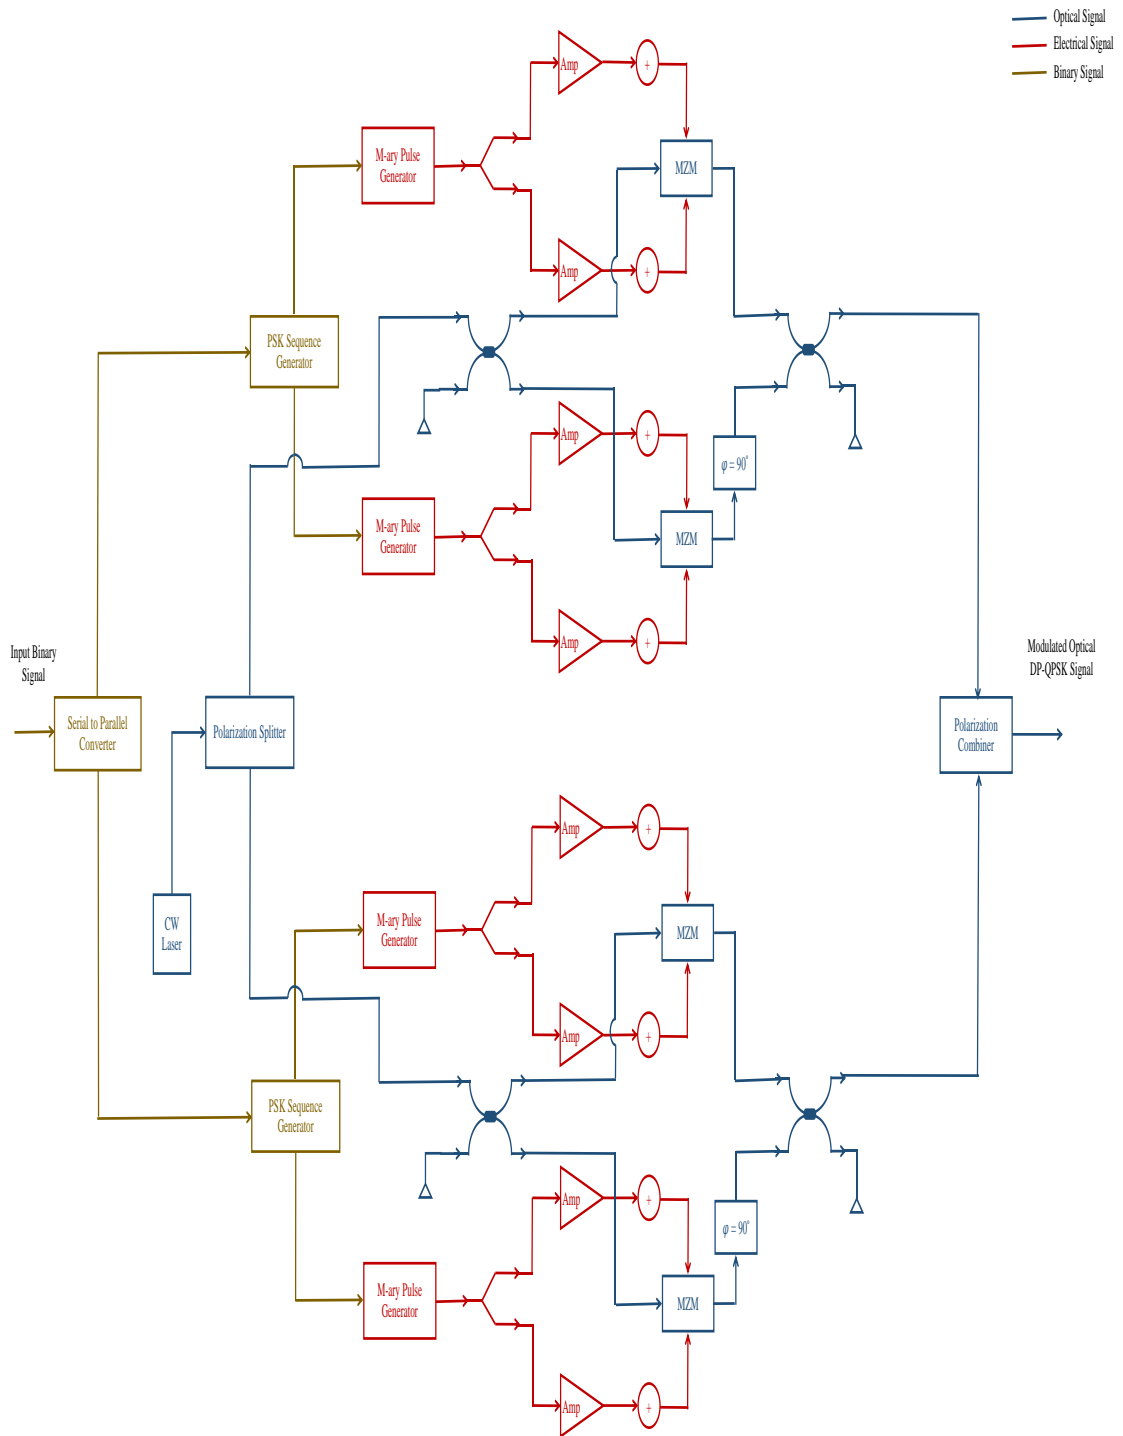 Optical Signal
Electrical Signal
Binary Signal
Amp
+
M-ary Pulse
Generator
MZM
Amp
+
PSK Sequence
Generator
Amp
+
φ = 90°
M-ary Pulse
Generator
MZM
Amp
+
Input Binary
Signal
Modulated Optical
DP-QPSK Signal
Serial to Parallel
Converter
Polarization Splitter
Polarization
Combiner
Amp
+
CW
Laser
M-ary Pulse
Generator
MZM
Amp
+
PSK Sequence
Generator
Amp
+
φ = 90°
M-ary Pulse
Generator
MZM
Amp
+